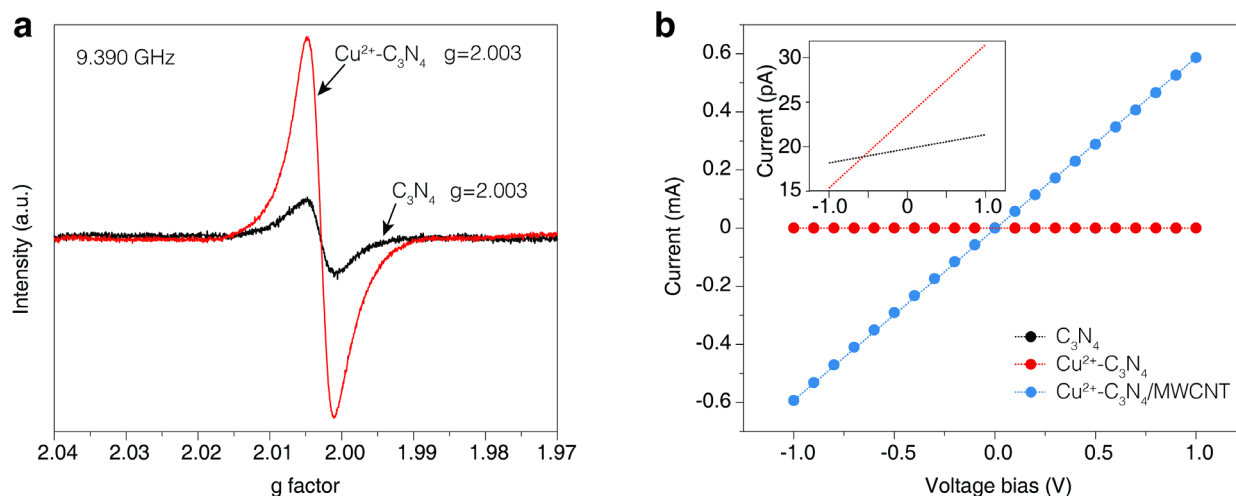 a
9.390 GHz
Cu²⁺-C₃N₄ g=2.003
C₃N₄ g=2.003
Intensity (a.u.)
2.04 2.03 2.02 2.01 2.00 1.99 1.98 1.97
g factor
b
0.6
0.4
0.2
0
-0.2
-0.4
-0.6
Current (mA)
30
25
20
15
Current (pA)
-1.0 0 1.0
C₃N₄
Cu²⁺-C₃N₄
Cu²⁺-C₃N₄/MWCNT
-1.0 -0.5 0.0 0.5 1.0
Voltage bias (V)